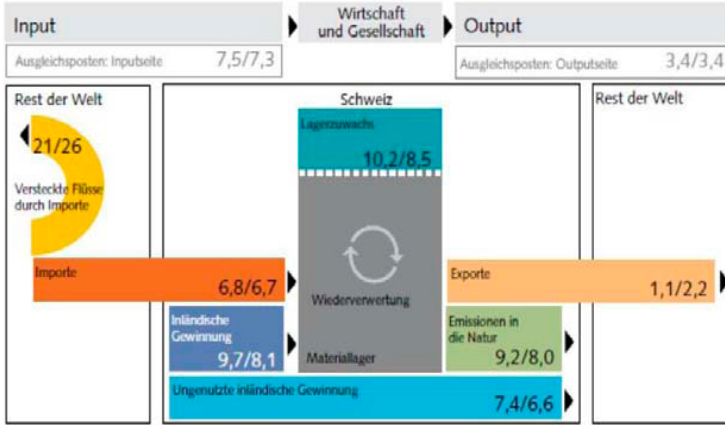 Input
Wirtschaft
und Gesellschaft
Output
Ausgleichsposten: Inputseite 7,5/7,3
Ausgleichsposten: Outputseite 3,4/3,4
Rest der Welt
Schweiz
Rest der Welt
21/26
Versteckte Flüsse
durch Importe
Lagerzuwachs
10,2/8,5
Importe
6,8/6,7
Wiederverwertung
Exporte
1,1/2,2
Inländische
Gewinnung
9,7/8,1
Materiallager
Emissionen in
die Natur
9,2/8,0
Ungenutzte inländische Gewinnung
7,4/6,6